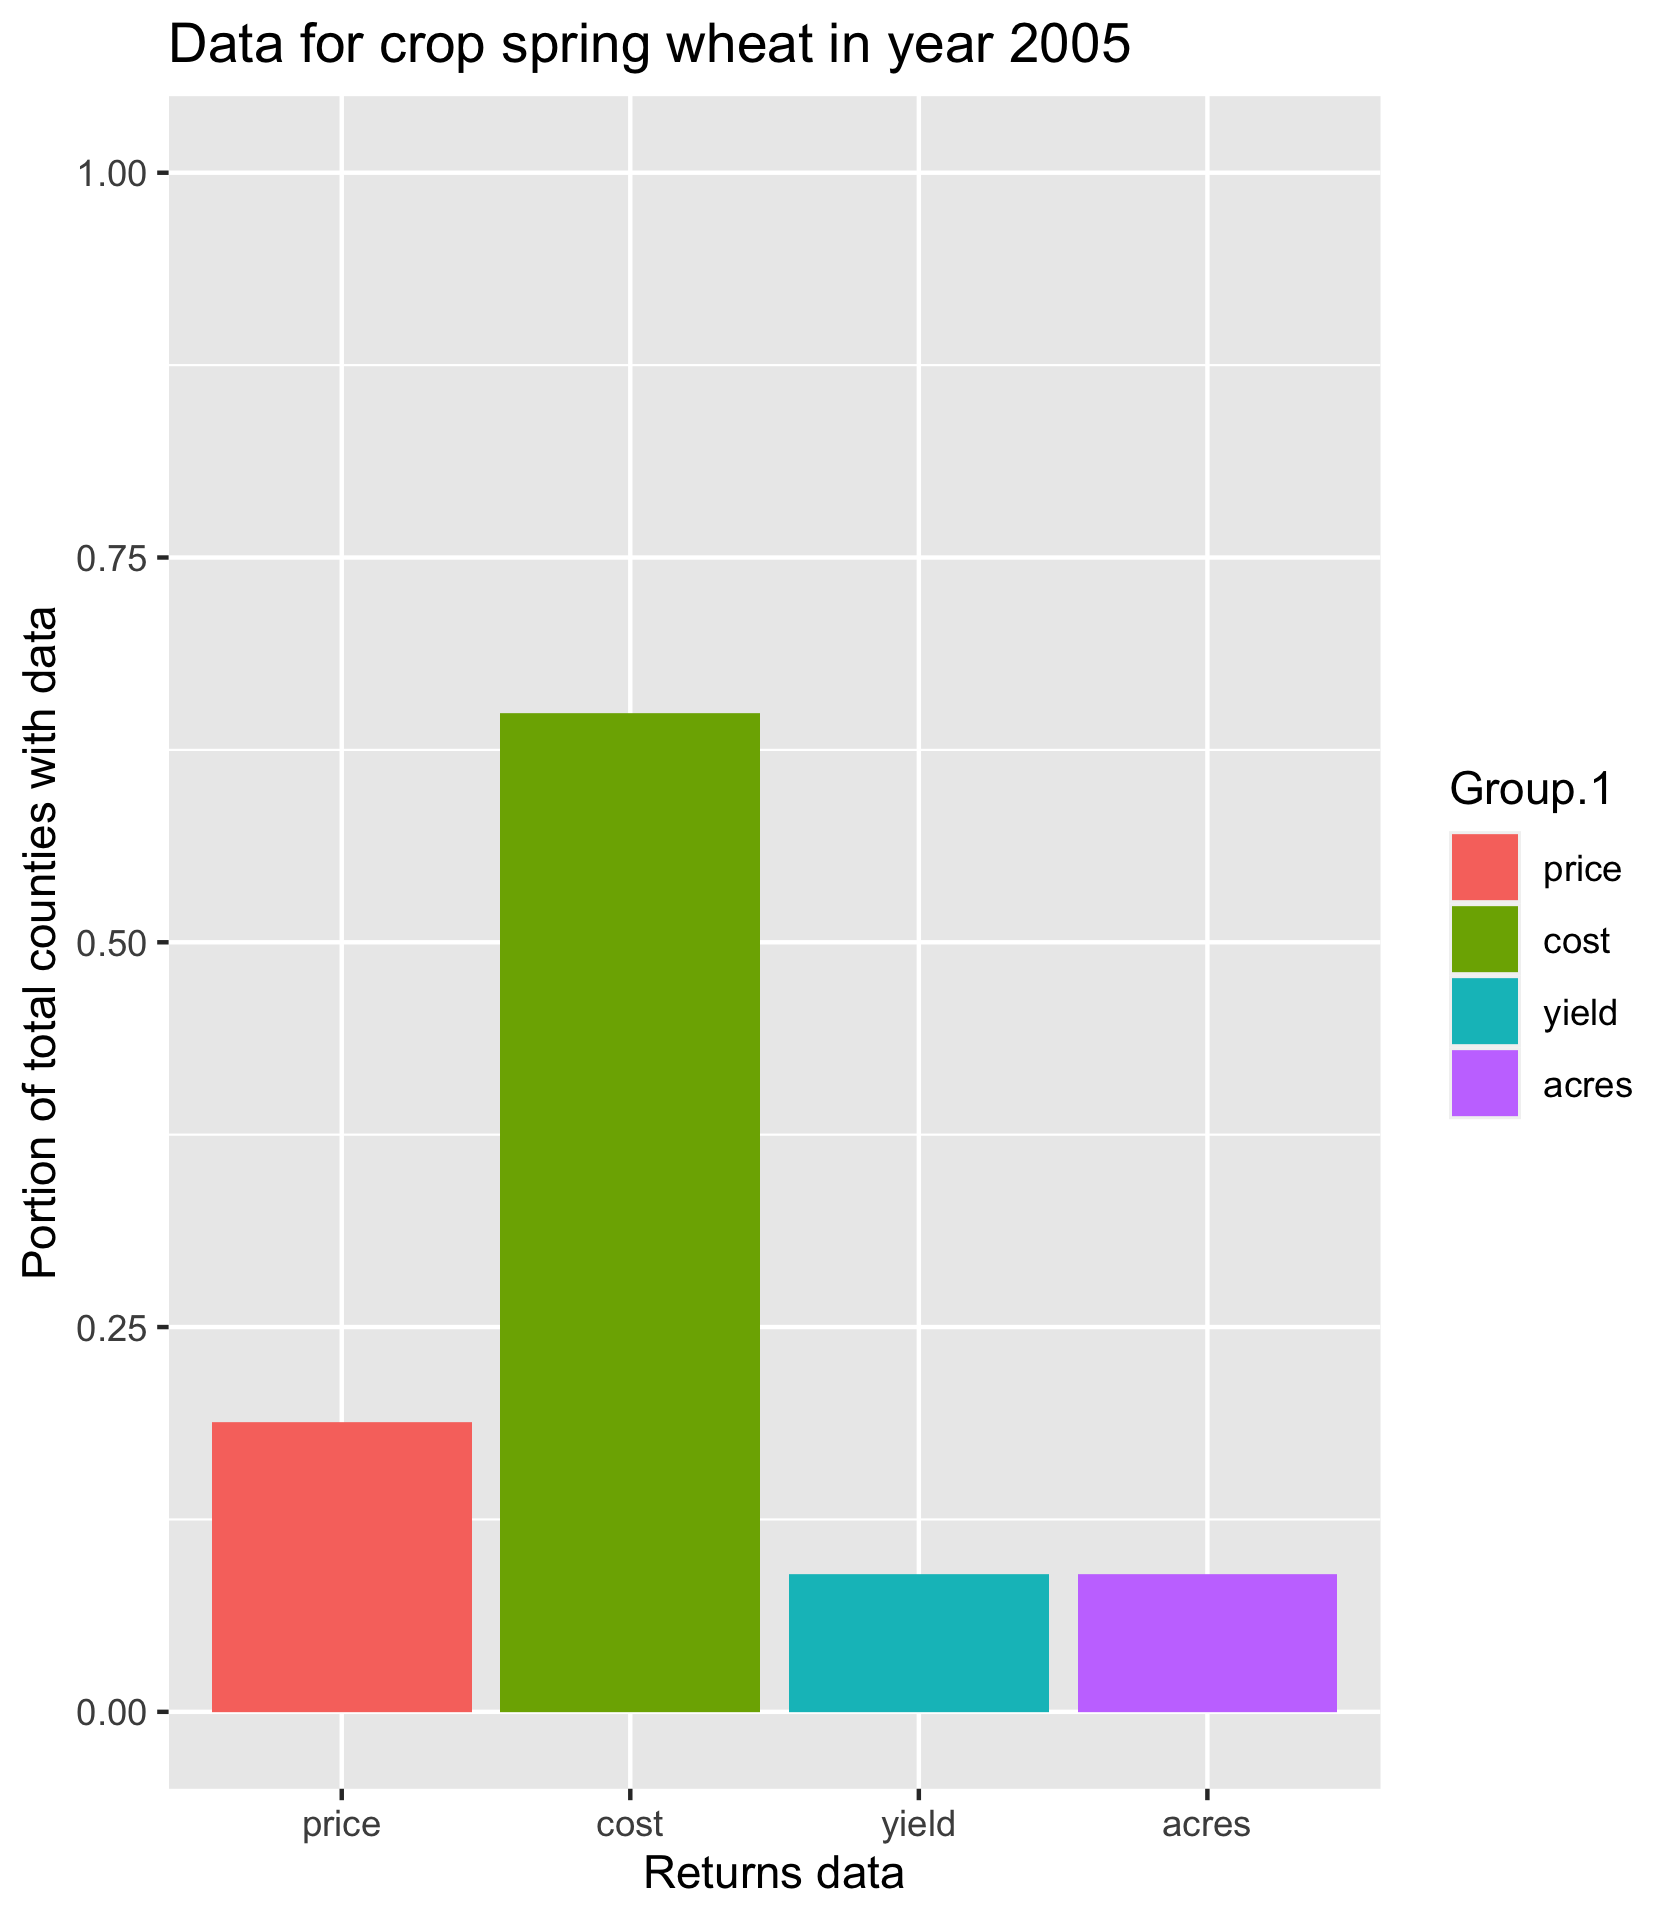 Data for crop spring wheat in year 2005
Portion of total counties with data
1.00
0.75
0.50
0.25
0.00
price
cost
yield
acres
Returns data
Group.1
price
cost
yield
acres